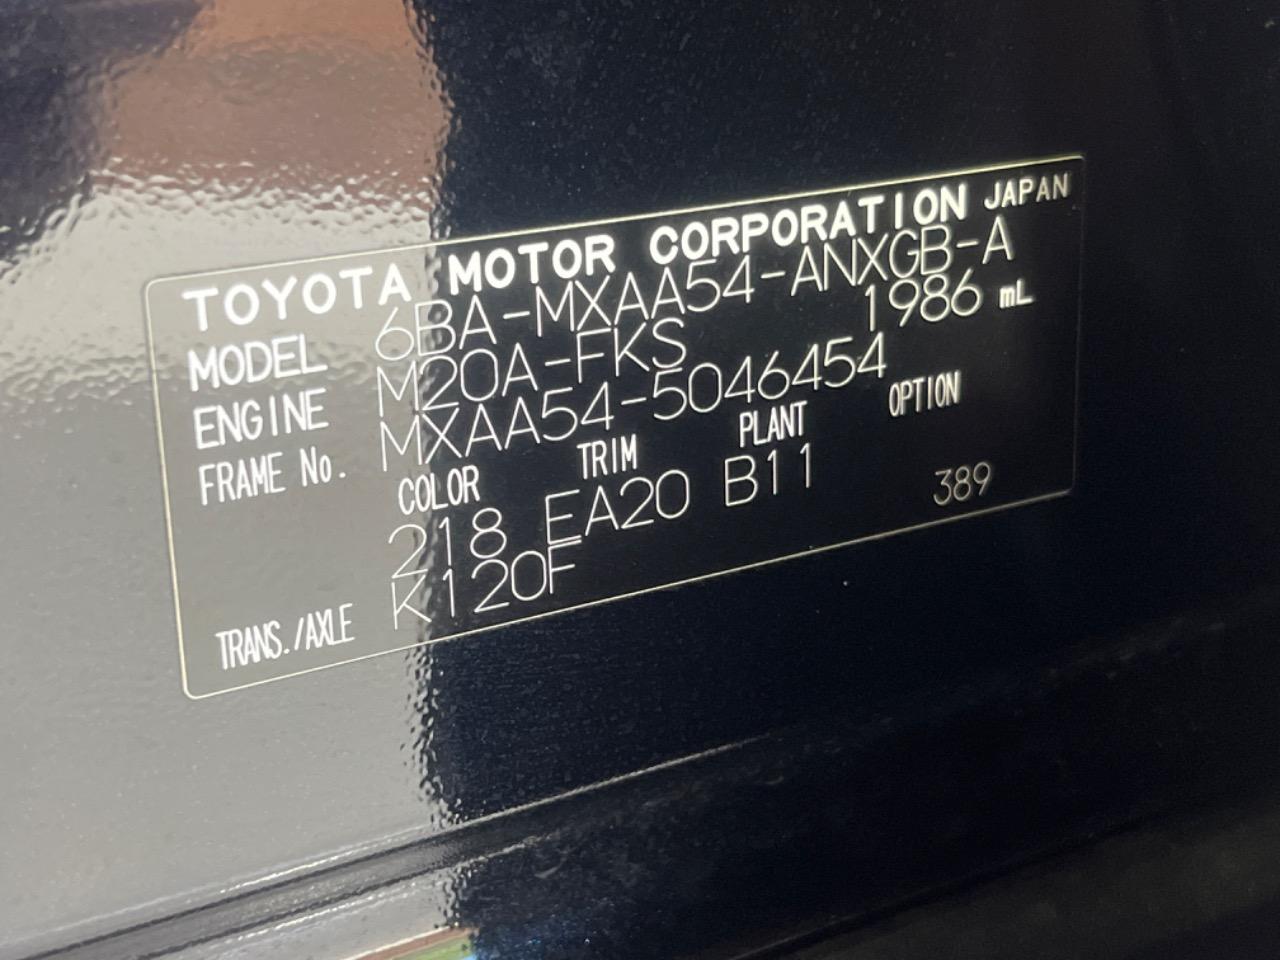 TOYOTA MOTOR CORPORATION JAPAN
MODEL 6BA-MXAA54-ANXGB-A
ENGINE M20A-FKS 1986 mL
FRAME No. MXAA54-5046454
COLOR TRIM PLANT OPTION
218 EA20 B11 389
TRANS./AXLE K120F